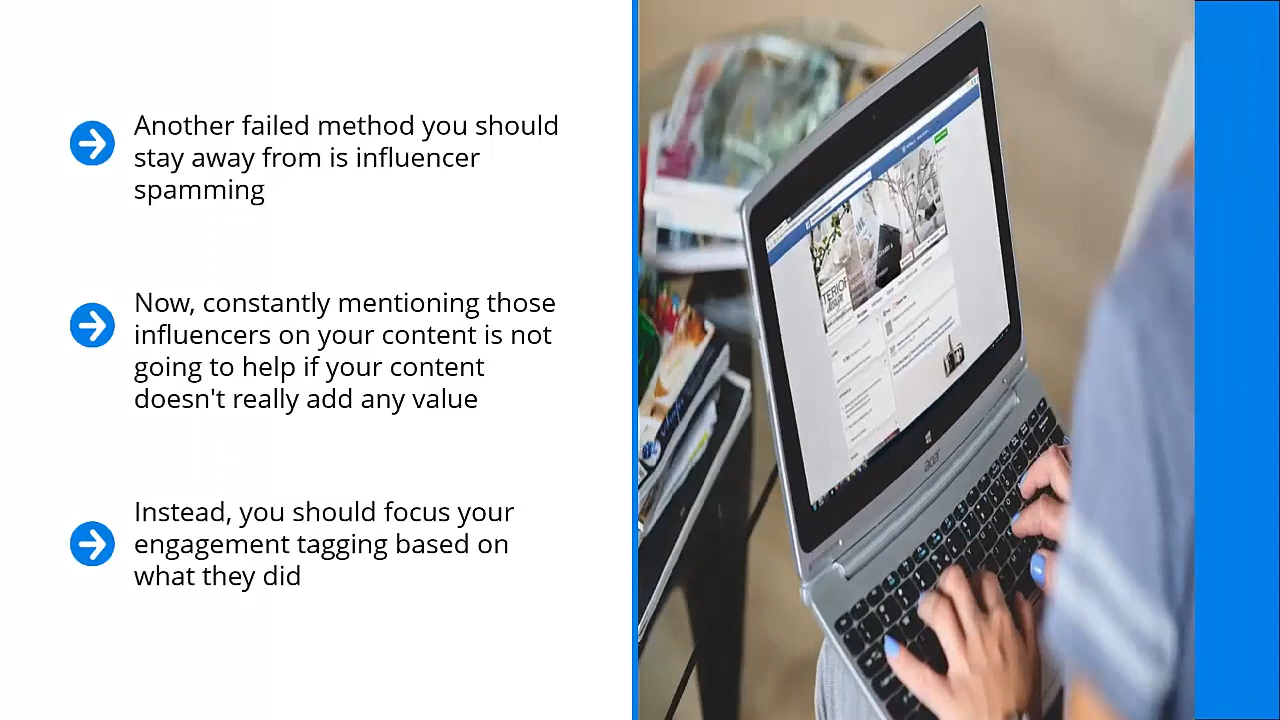 Another failed method you should
stay away from is influencer
spamming
Now, constantly mentioning those
influencers on your content is not
going to help if your content
doesn't really add any value
Instead, you should focus your
engagement tagging based on
what they did
TERIOR
acer